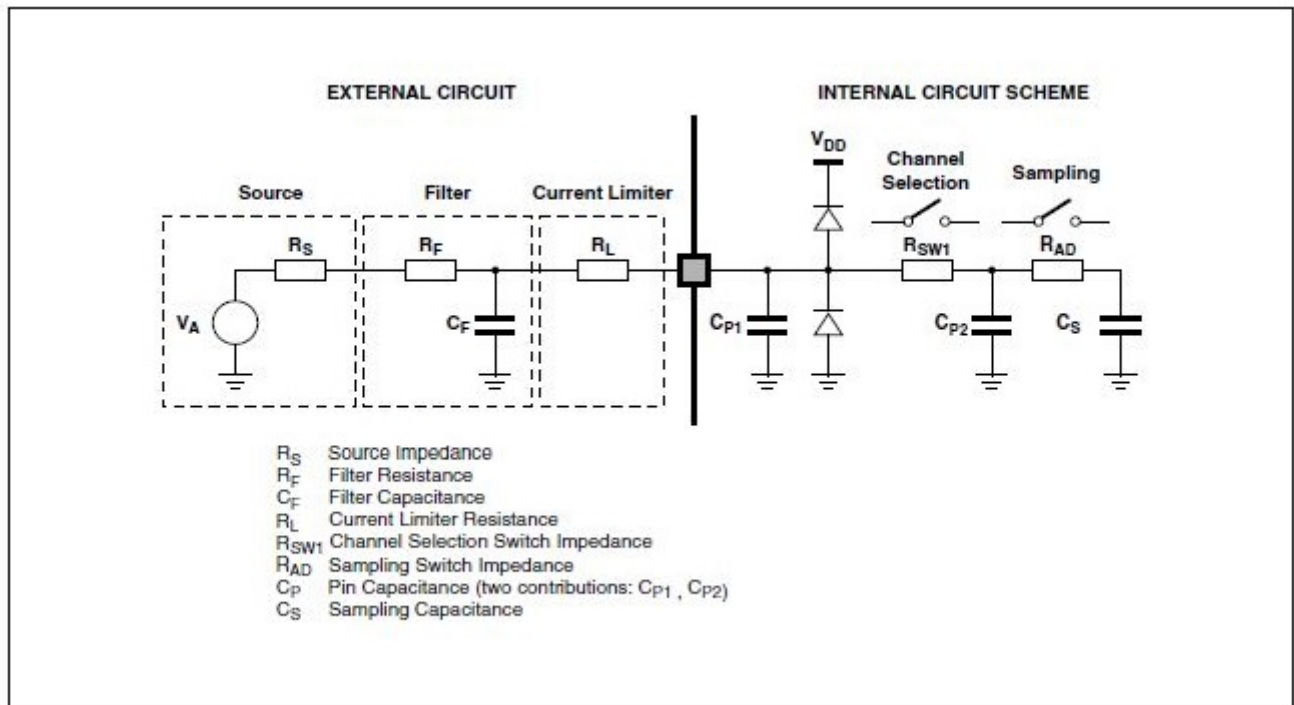 EXTERNAL CIRCUIT
INTERNAL CIRCUIT SCHEME
VDD
Channel
Selection
Sampling
Source
Filter
Current Limiter
RS
RF
RL
RSW1
RAD
VA
CF
CP1
CP2
CS
RS Source Impedance
RF Filter Resistance
CF Filter Capacitance
RL Current Limiter Resistance
RSW1 Channel Selection Switch Impedance
RAD Sampling Switch Impedance
CP Pin Capacitance (two contributions: CP1 , CP2)
CS Sampling Capacitance